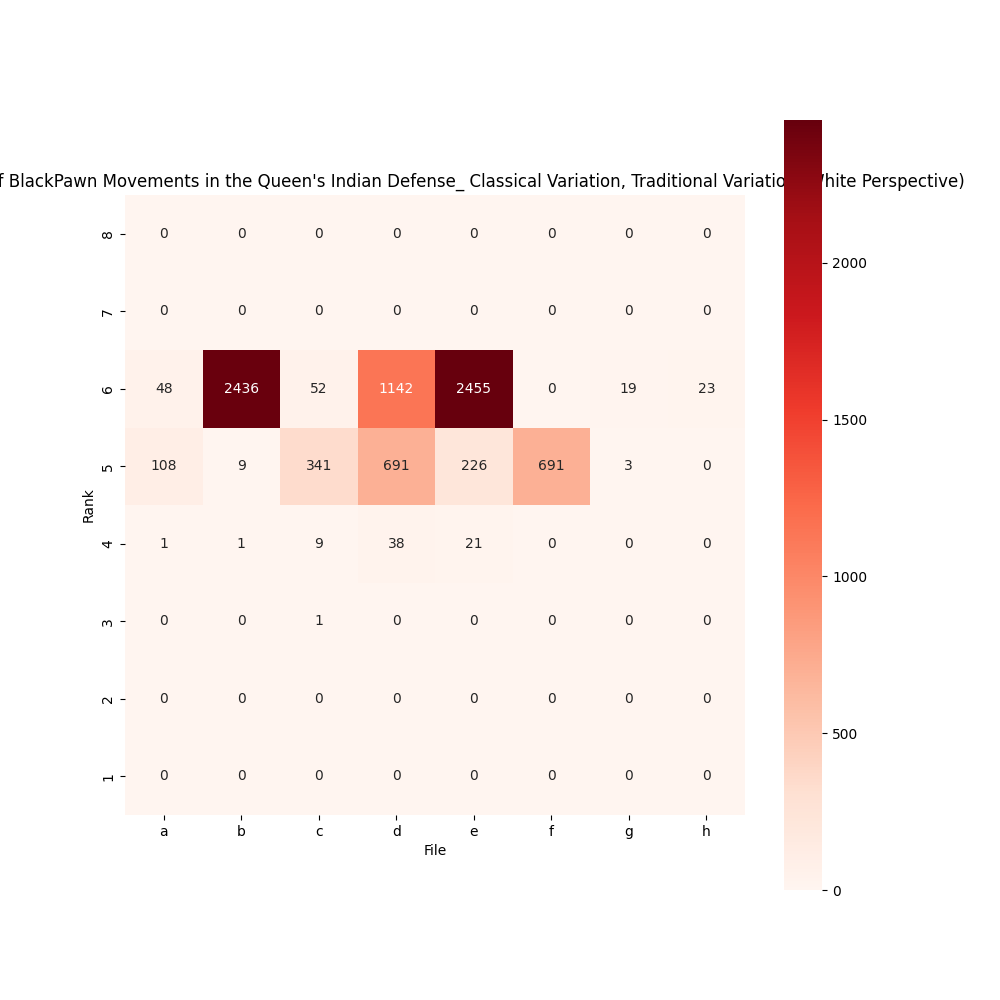 f BlackPawn Movements in the Queen's Indian Defense_ Classical Variation, Traditional Variatio hite Perspective)
8 0 0 0 0 0 0 0 0
7 0 0 0 0 0 0 0 0
6 48 2436 52 1142 2455 0 19 23
5 108 9 341 691 226 691 3 0
4 1 1 9 38 21 0 0 0
3 0 0 1 0 0 0 0 0
2 0 0 0 0 0 0 0 0
1 0 0 0 0 0 0 0 0
a b c d e f g h
File
Rank
2000
1500
1000
500
0